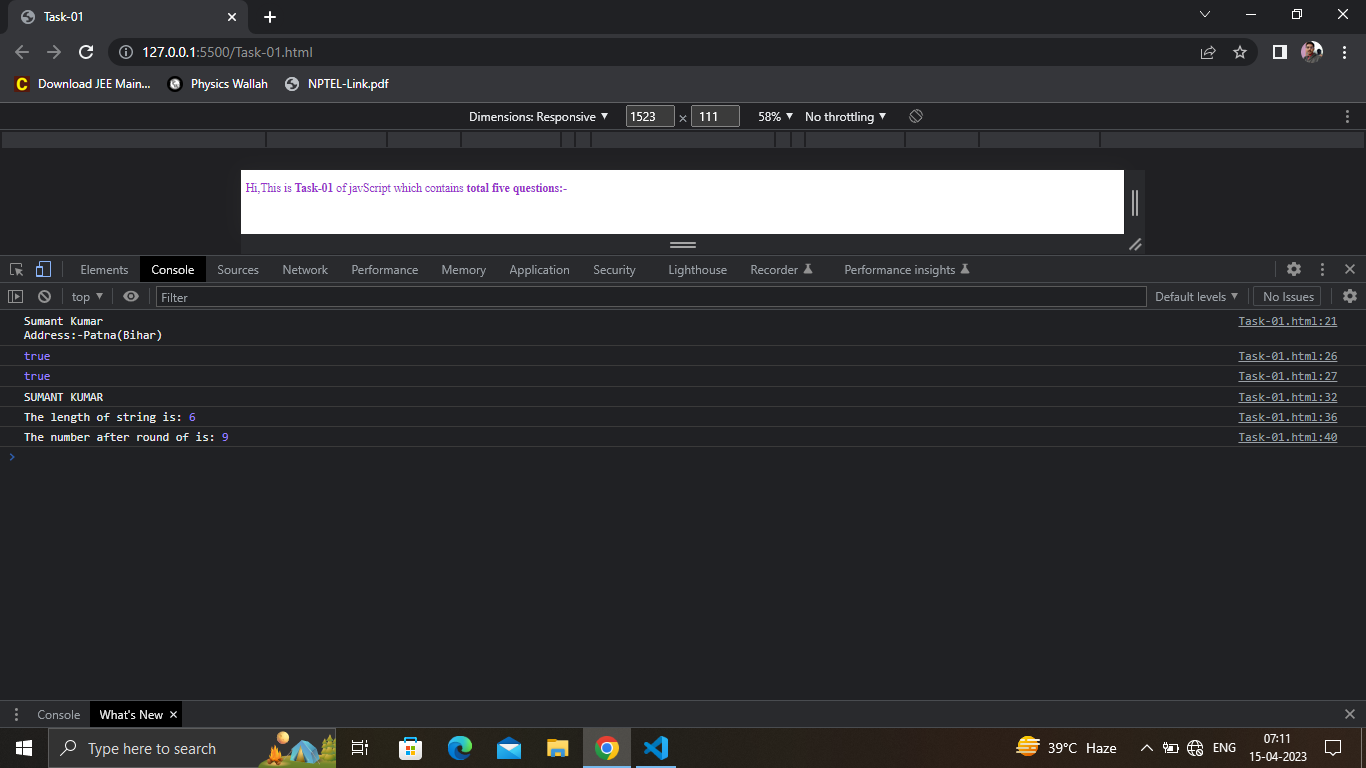 Task-01
127.0.0.1:5500/Task-01.html
Download JEE Main... Physics Wallah NPTEL-Link.pdf
Dimensions: Responsive ▼ 1523 × 111 58% ▼ No throttling ▼
Hi,This is Task-01 of javScript which contains total five questions:-
Elements Console Sources Network Performance Memory Application Security Lighthouse Recorder Performance insights
top ▼ Filter Default levels ▼ No Issues
Sumant Kumar Task-01.html:21
Address:-Patna(Bihar)
true Task-01.html:26
true Task-01.html:27
SUMANT KUMAR Task-01.html:32
The length of string is: 6 Task-01.html:36
The number after round of is: 9 Task-01.html:40
Console What's New
Type here to search 39°C Haze ENG 07:11
15-04-2023